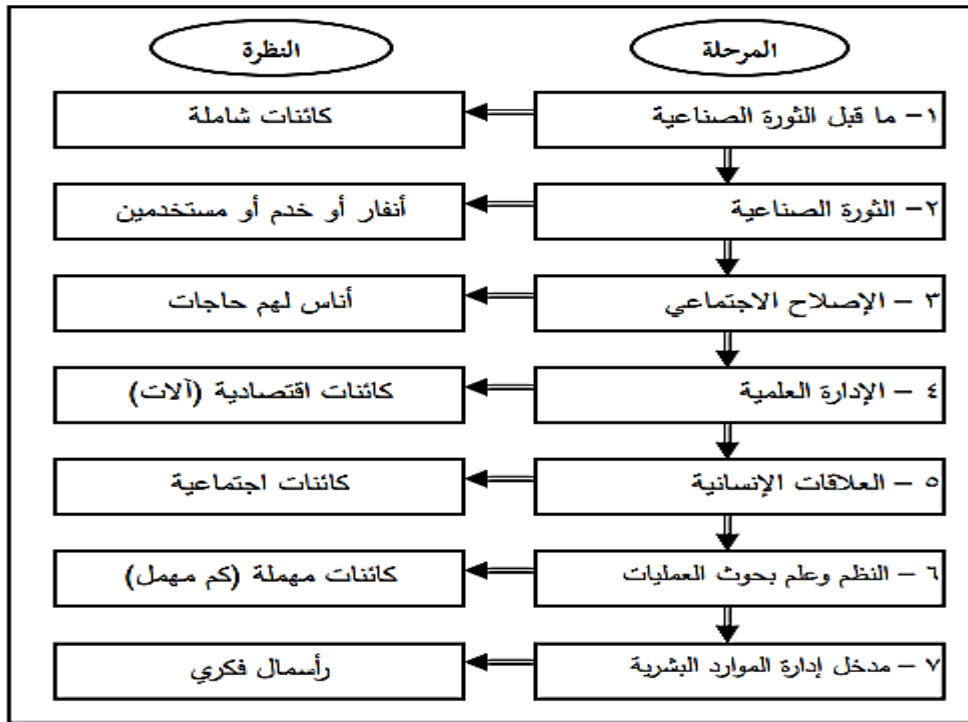 المرحلة
النظرة
١- ما قبل الثورة الصناعية
كائنات شاملة
٢- الثورة الصناعية
أنفار أو خدم أو مستخدمين
٣ – الإصلاح الاجتماعي
أناس لهم حاجات
٤ – الإدارة العلمية
كائنات اقتصادية (آلات)
٥ – العلاقات الإنسانية
كائنات اجتماعية
٦ – النظم وعلم بحوث العمليات
كائنات مهملة (كم مهمل)
٧ – مدخل إدارة الموارد البشرية
رأسمال فكري